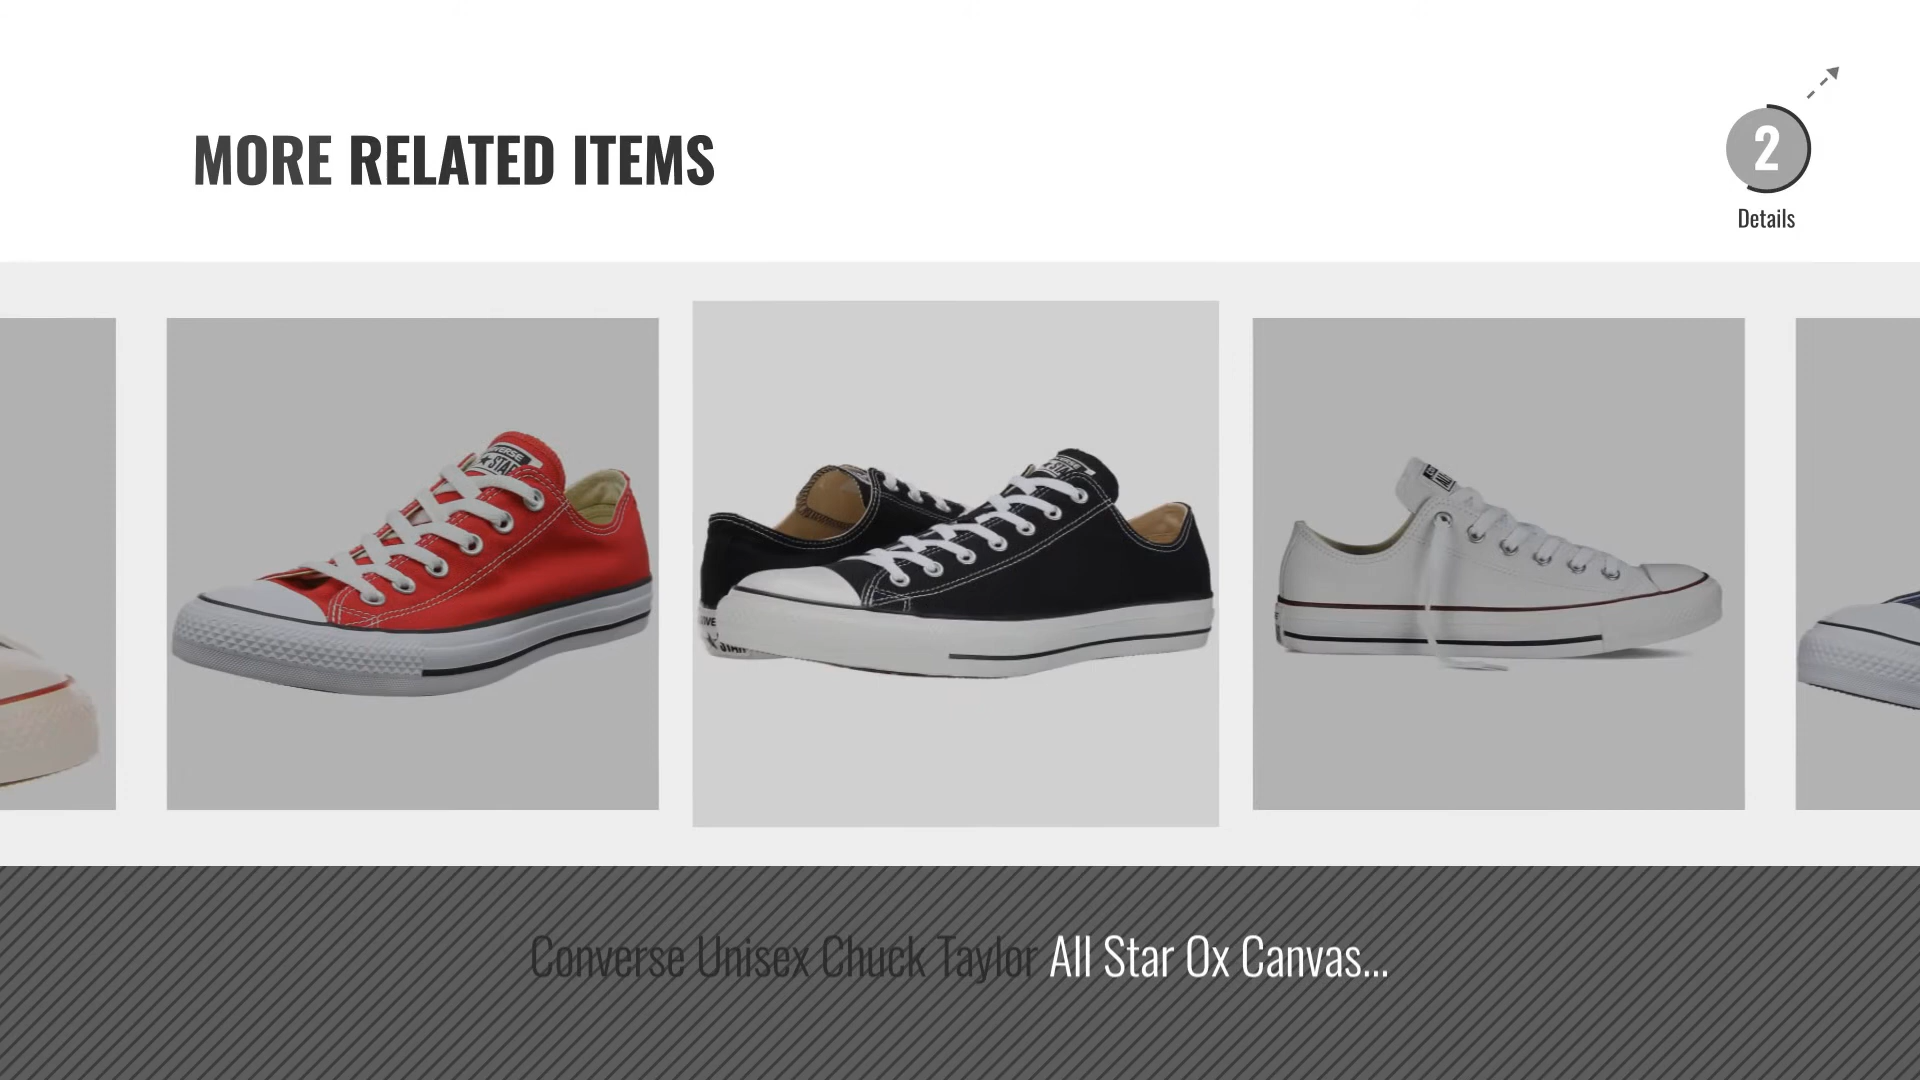 MORE RELATED ITEMS
2
Details
Converse Unisex Chuck Taylor All Star Ox Canvas...